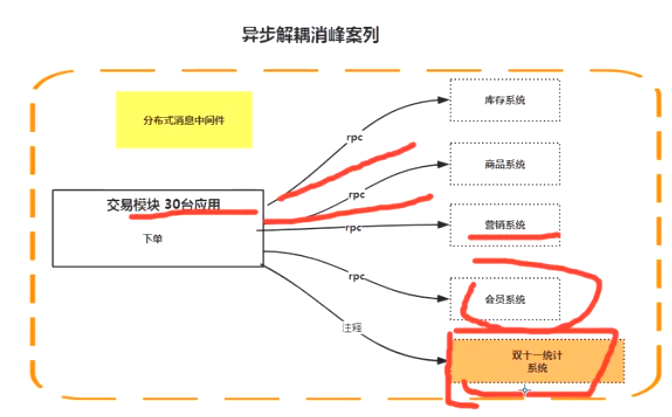 异步解耦消峰案列
分布式消息中间件
库存系统
rpc
商品系统
rpc
交易模块 30台应用
营销系统
rpc
下单
rpc
会员系统
注释
双十一统计
系统